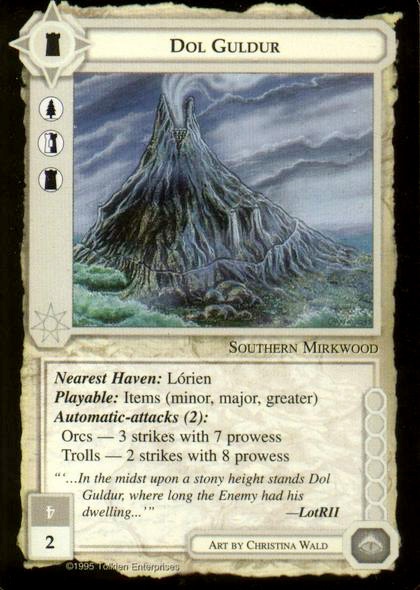 DOL GULDUR
SOUTHERN MIRKWOOD
Nearest Haven: Lórien
Playable: Items (minor, major, greater)
Automatic-attacks (2):
Orcs — 3 strikes with 7 prowess
Trolls — 2 strikes with 8 prowess
“‘...In the midst upon a stony height stands Dol
Guldur, where long the Enemy had his
dwelling...’”
—LotRII
4
2
ART BY CHRISTINA WALD
©1995 Tolkien Enterprises